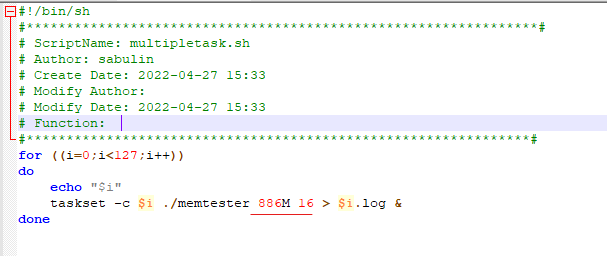 #!/bin/sh
#****************************************************************#
# ScriptName: multipletask.sh
# Author: sabulin
# Create Date: 2022-04-27 15:33
# Modify Author:
# Modify Date: 2022-04-27 15:33
# Function:
#***************************************************************#
for ((i=0;i<127;i++))
do
    echo "$i"
    taskset -c $i ./memtester 886M 16 > $i.log &
done